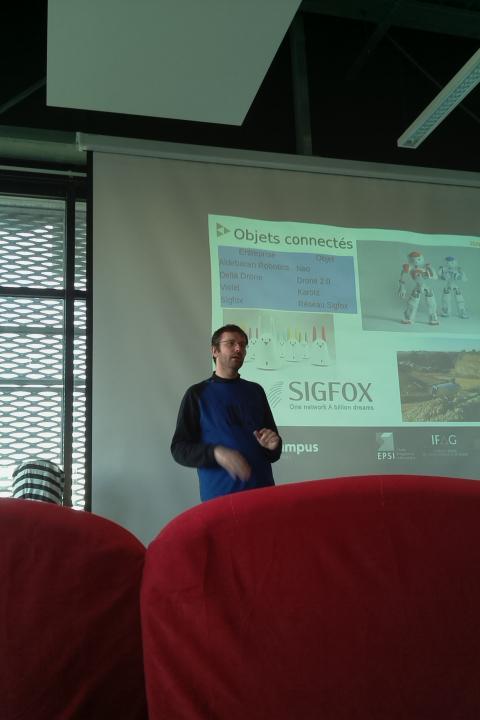 Objets connectés
Entreprise Objet
Aldebaran Robotics Nao
Delta Drone Drone 2.0
Violet Karotz
Sigfox Réseau Sigfox
SIGFOX
One network A billion dreams
mpus
EPSI
IFAG